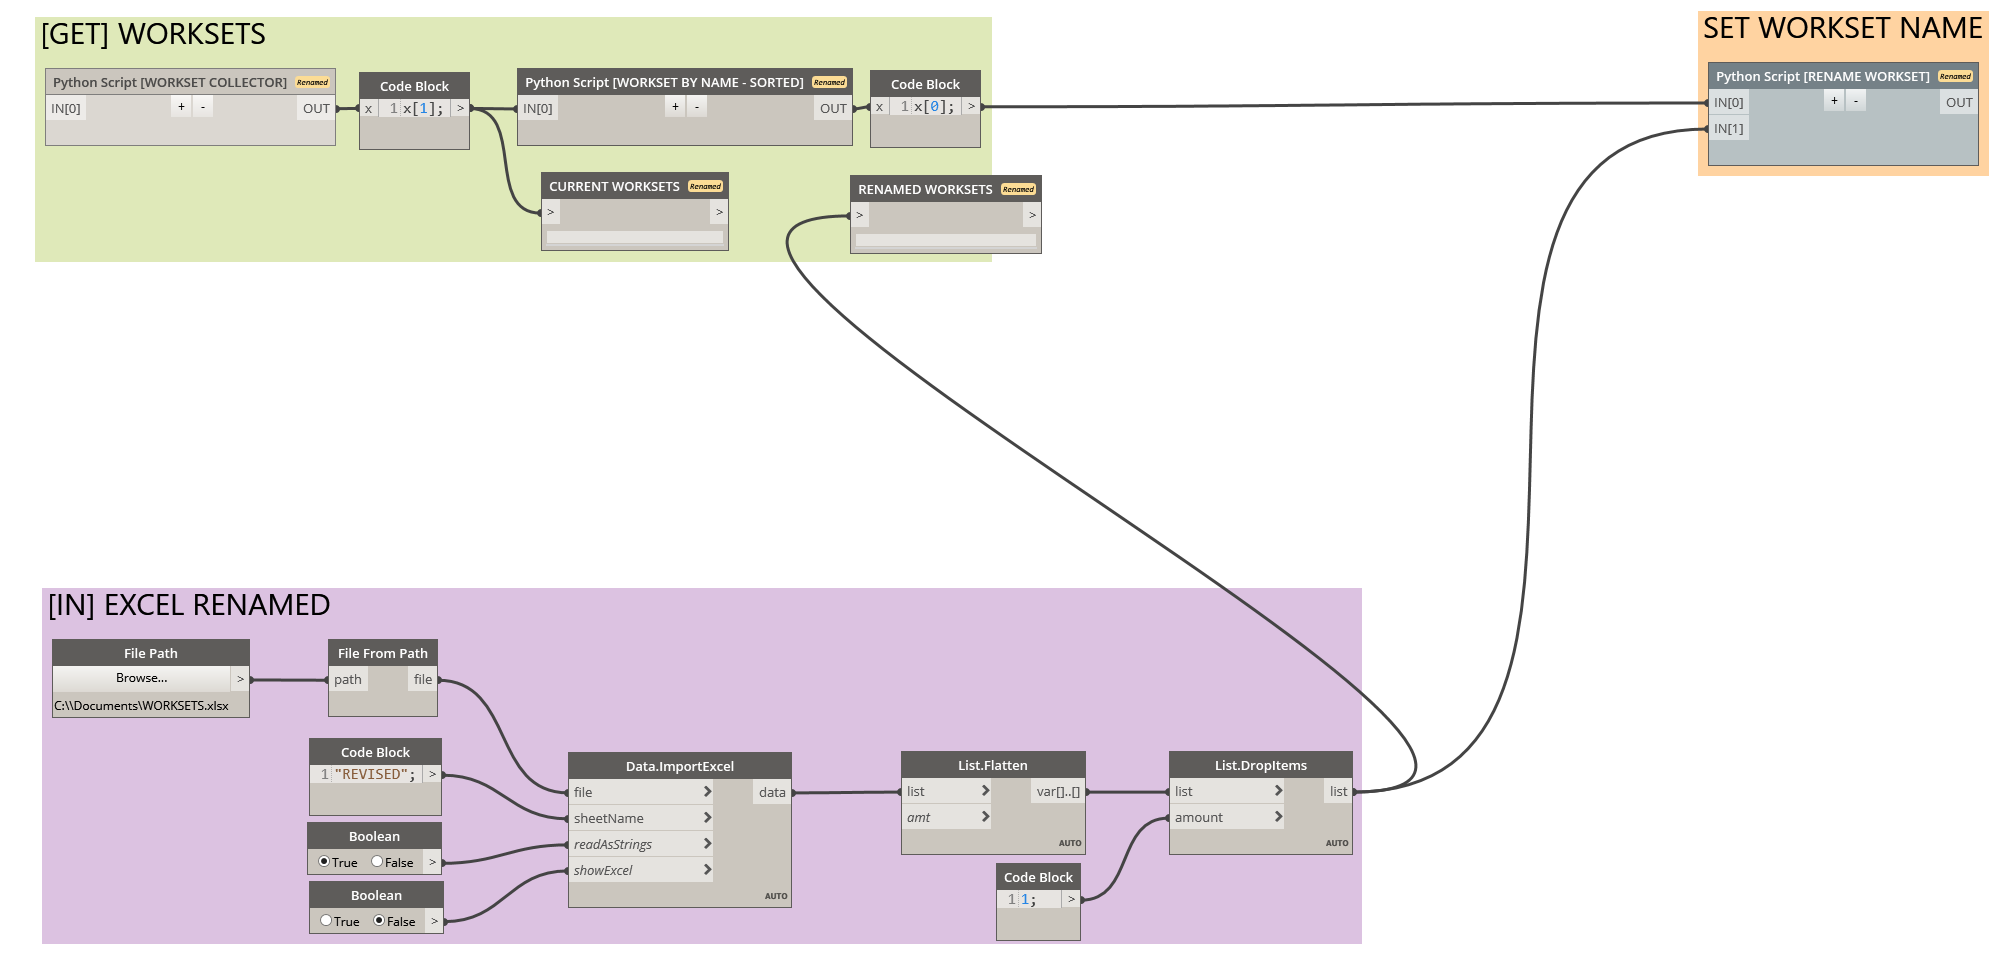 [GET] WORKSETS
Python Script [WORKSET COLLECTOR] Renamed
IN[0] + - OUT
Code Block
x 1 x[1]; >
Python Script [WORKSET BY NAME - SORTED] Renamed
IN[0] + - OUT
Code Block
x 1 x[0]; >
CURRENT WORKSETS Renamed
> >
RENAMED WORKSETS Renamed
> >
SET WORKSET NAME
Python Script [RENAME WORKSET] Renamed
IN[0] + - OUT
IN[1]
[IN] EXCEL RENAMED
File Path
Browse... >
C:\\Documents\WORKSETS.xlsx
File From Path
path file
Code Block
1 "REVISED"; >
Boolean
True False >
Boolean
True False >
Data.ImportExcel
file data
sheetName
readAsStrings
showExcel
AUTO
List.Flatten
list var[]..[]
amt
AUTO
Code Block
1 1; >
List.DropItems
list list
amount
AUTO